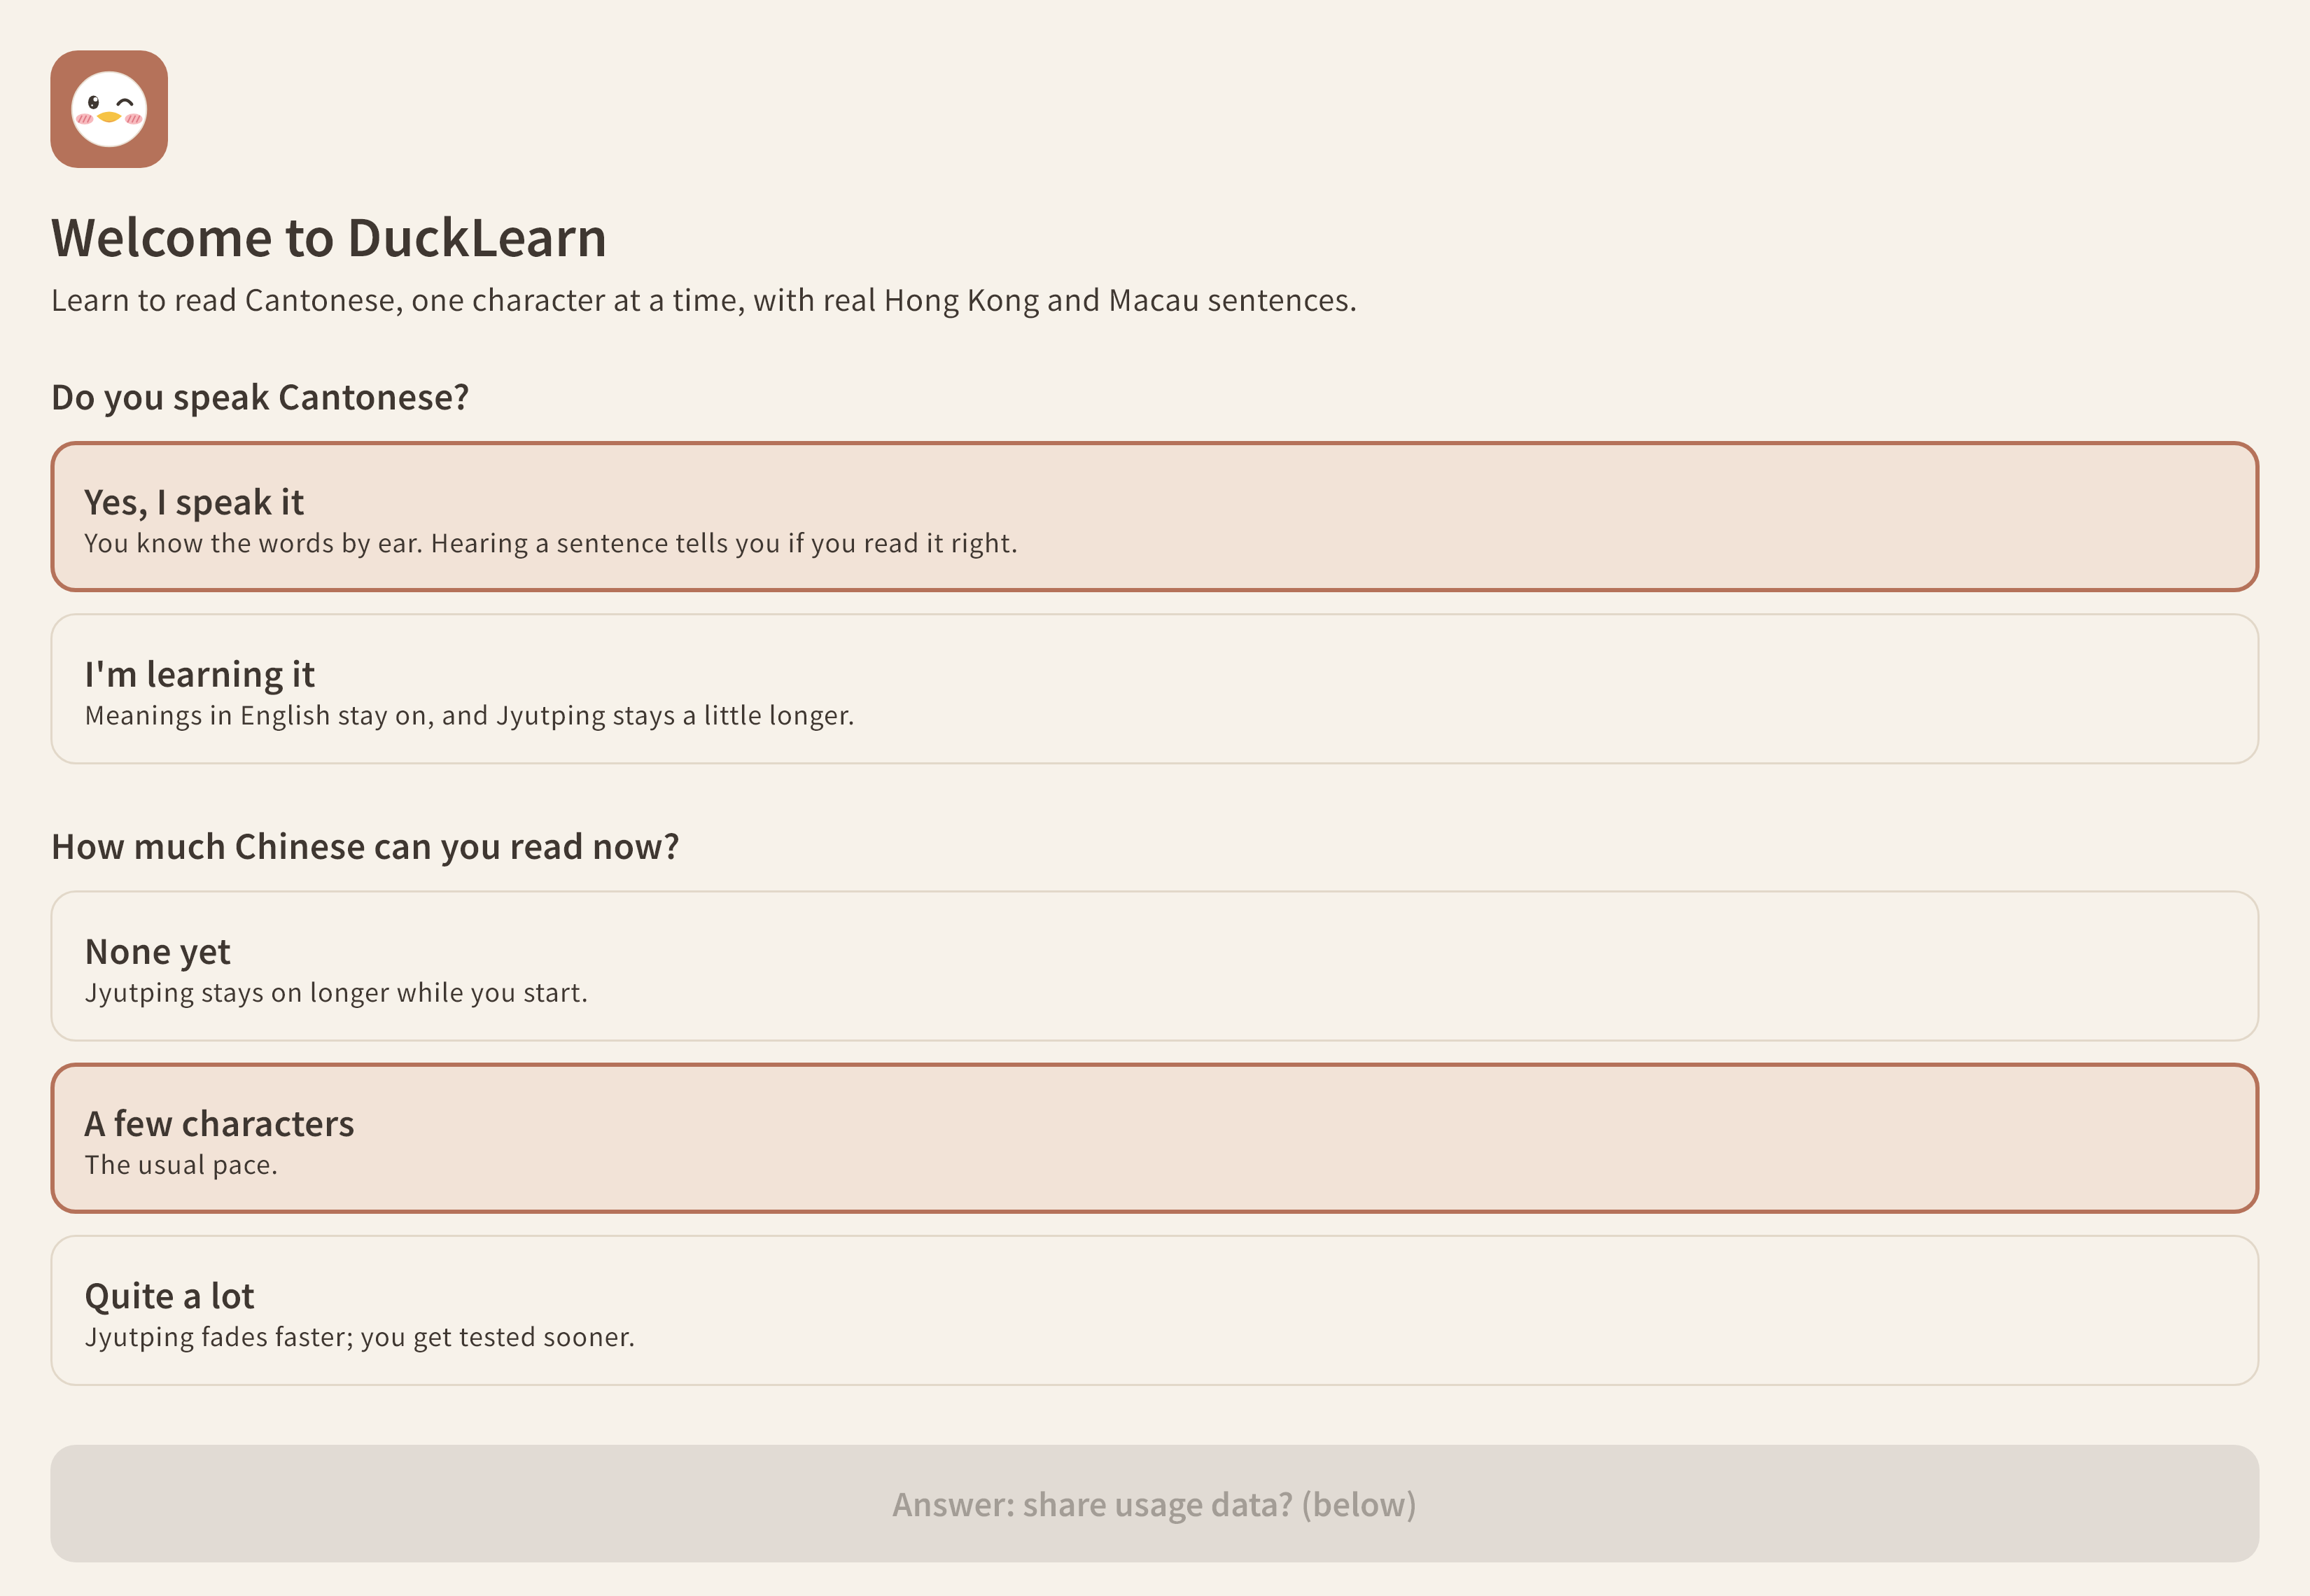 Welcome to DuckLearn
Learn to read Cantonese, one character at a time, with real Hong Kong and Macau sentences.
Do you speak Cantonese?
Yes, I speak it
You know the words by ear. Hearing a sentence tells you if you read it right.
I'm learning it
Meanings in English stay on, and Jyutping stays a little longer.
How much Chinese can you read now?
None yet
Jyutping stays on longer while you start.
A few characters
The usual pace.
Quite a lot
Jyutping fades faster; you get tested sooner.
Answer: share usage data? (below)